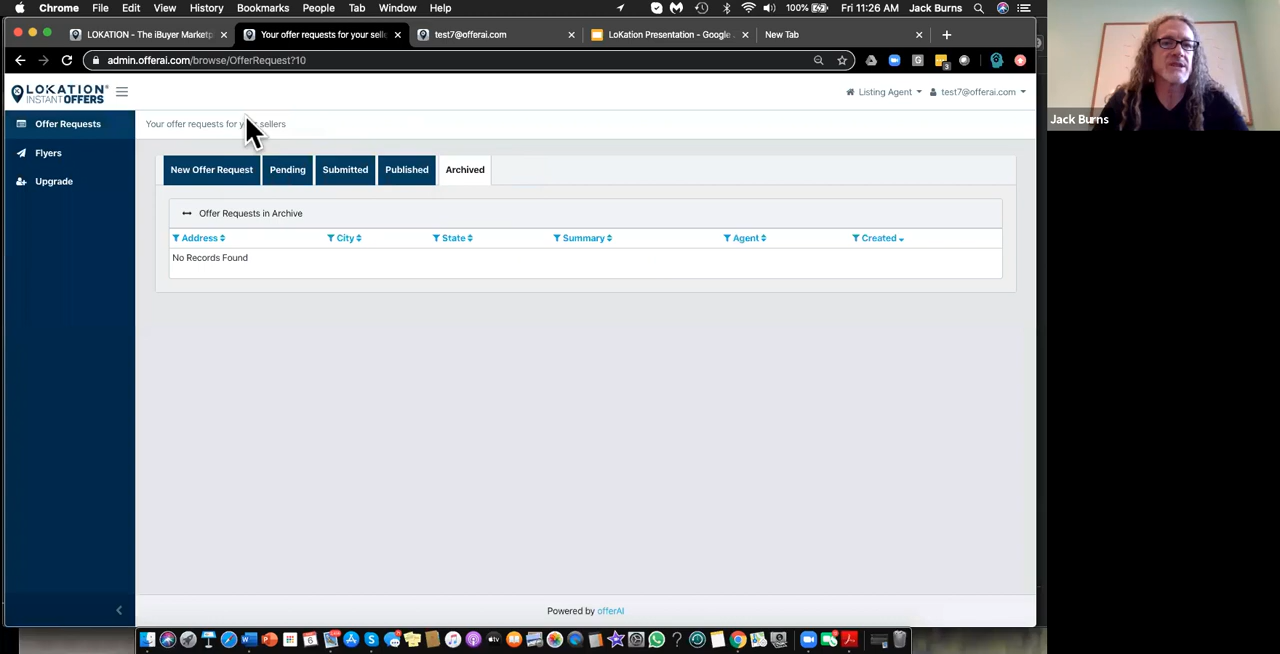 Chrome File Edit View History Bookmarks People Tab Window Help 100% Fri 11:26 AM Jack Burns
LOKATION - The iBuyer Marketp Your offer requests for your selle test7@offerai.com LoKation Presentation - Google New Tab
admin.offerai.com/browse/OfferRequest?10
LOKATION
INSTANT OFFERS
Listing Agent test7@offerai.com
Offer Requests
Flyers
Upgrade
Your offer requests for sellers
New Offer Request Pending Submitted Published Archived
Offer Requests in Archive
Address City State Summary Agent Created
No Records Found
Powered by offerAI
Jack Burns